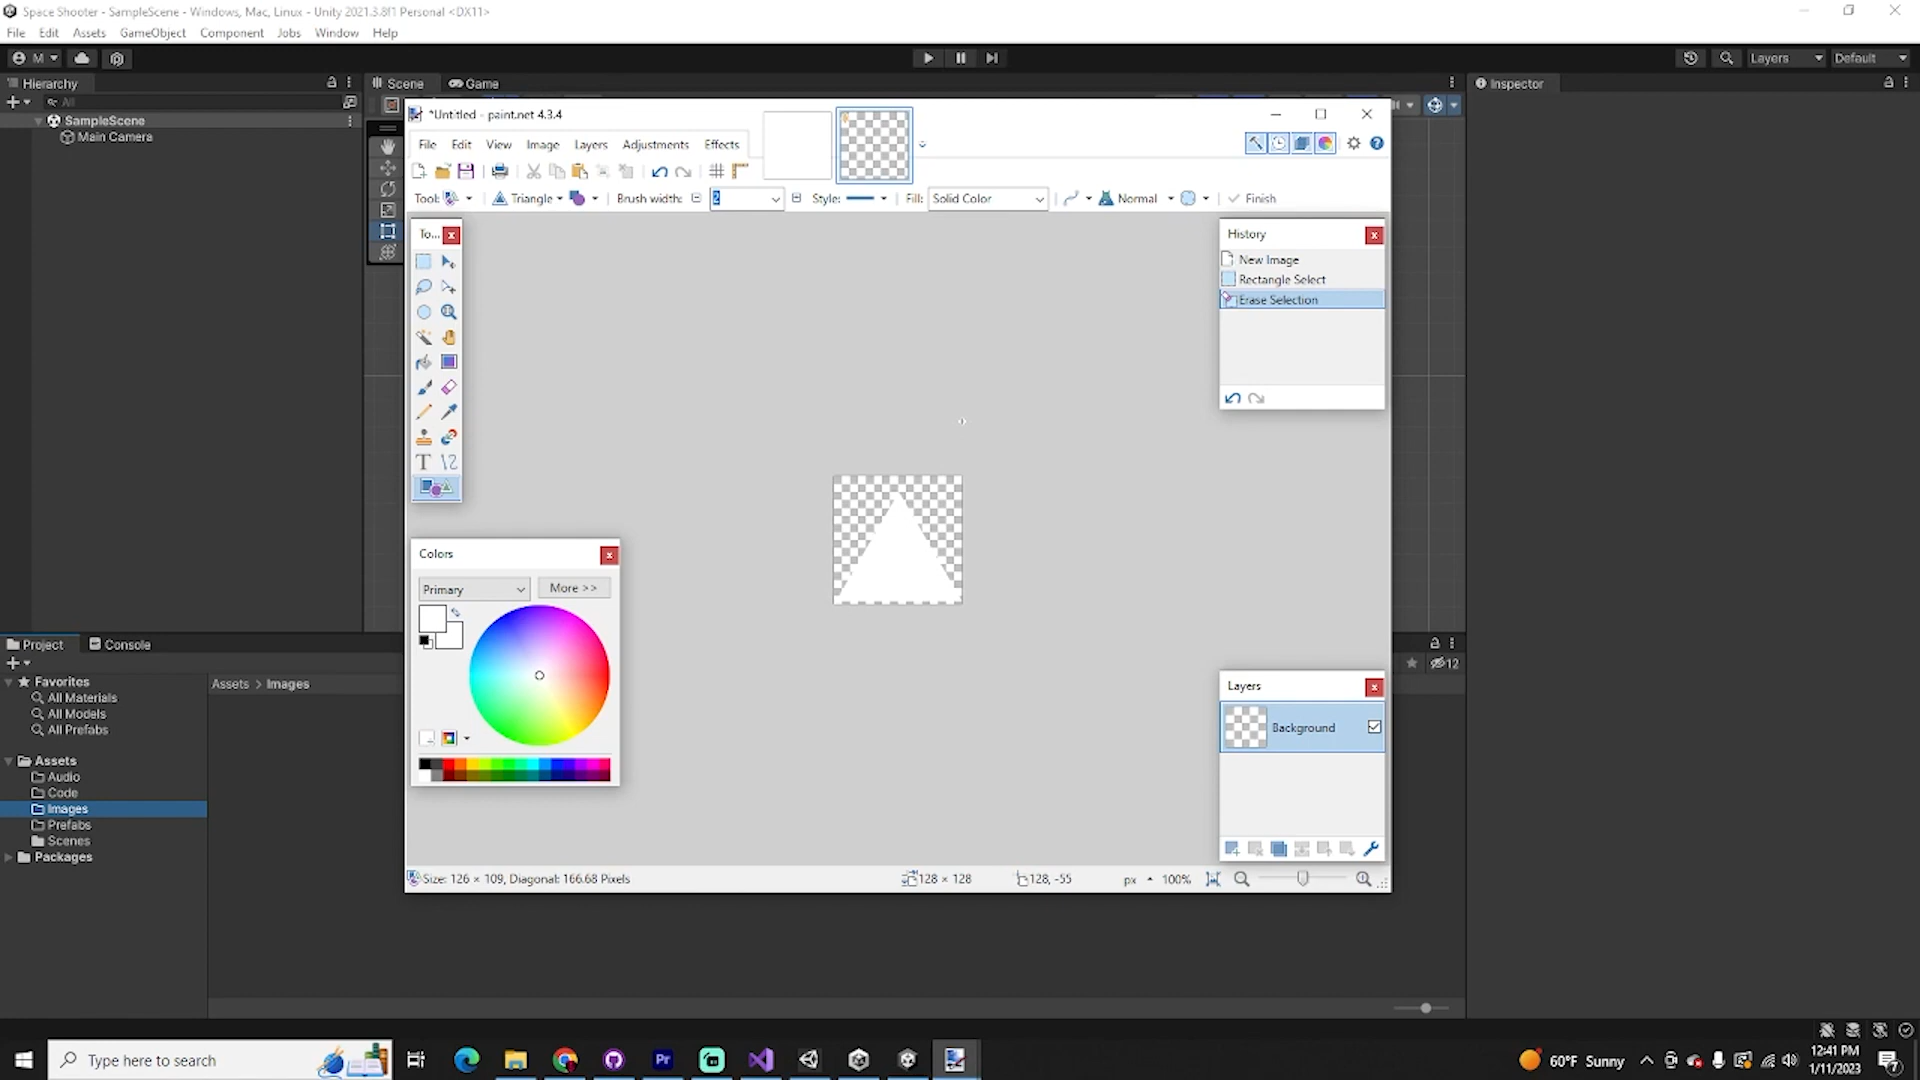 Space Shooter - SampleScene - Windows, Mac, Linux - Unity 2021.3.8f1 Personal <DX11>
File Edit Assets GameObject Component Jobs Window Help
M
Layers
Default
Hierarchy
Scene
Game
Inspector
All
SampleScene
Main Camera
*Untitled - paint.net 4.3.4
File Edit View Image Layers Adjustments Effects
Tool: Triangle Brush width: 2 Style: Fill: Solid Color Normal Finish
To...
History
New Image
Rectangle Select
Erase Selection
Colors
Primary
More >>
Layers
Background
Size: 126 × 109, Diagonal: 166.68 Pixels
128 × 128
128, -55
px
100%
Project
Console
12
Favorites
All Materials
All Models
All Prefabs
Assets > Images
Assets
Audio
Code
Images
Prefabs
Scenes
Packages
Type here to search
Pr
60°F Sunny
12:41 PM
1/11/2023
7